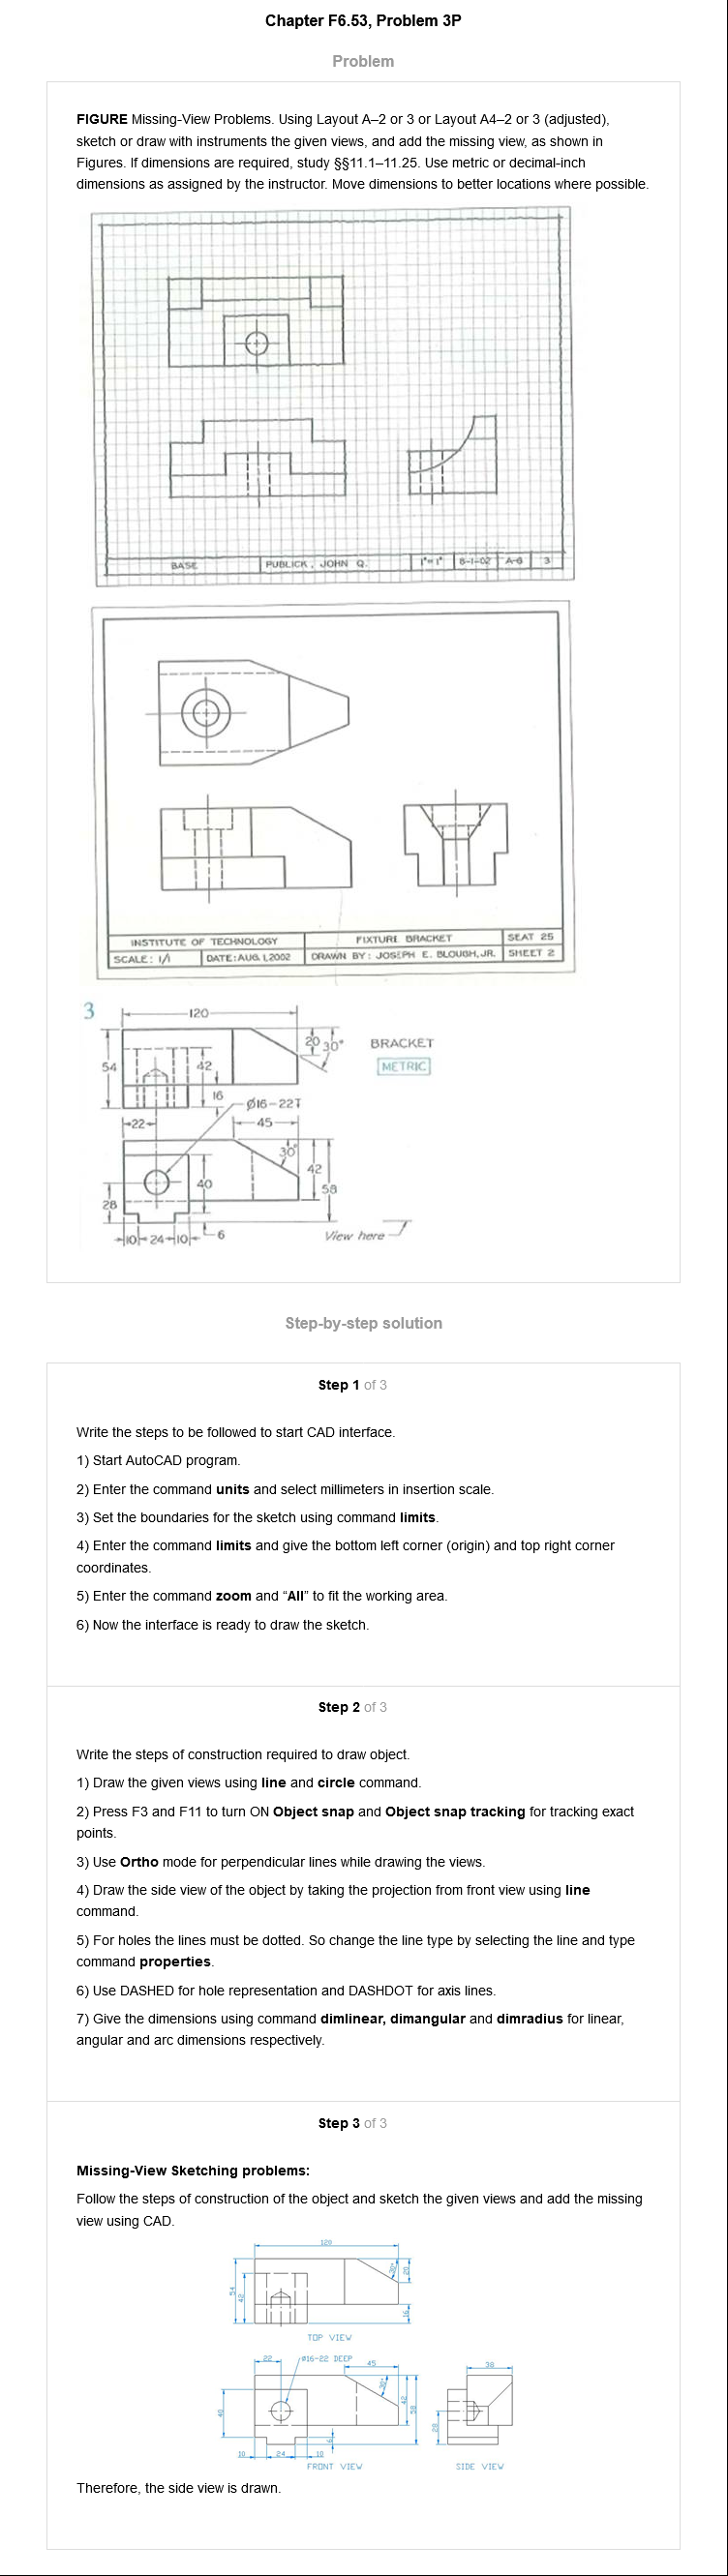 Chapter F6.53, Problem 3P
Problem
FIGURE Missing-View Problems. Using Layout A–2 or 3 or Layout A4–2 or 3 (adjusted),
sketch or draw with instruments the given views, and add the missing view, as shown in
Figures. If dimensions are required, study §§11.1–11.25. Use metric or decimal-inch
dimensions as assigned by the instructor. Move dimensions to better locations where possible.
BASE PUBLICK, JOHN Q. 1"=1" 8-1-02 A-6 3
INSTITUTE OF TECHNOLOGY FIXTURE BRACKET SEAT 25
SCALE: 1/1 DATE: AUG. 1, 2002 DRAWN BY: JOSEPH E. BLOUGH, JR. SHEET 2
3
120
20 30° BRACKET
54 42 METRIC
16
Ø16-22↧
22 45
30°
42
40 58
28
10 24 10 6 View here
Step-by-step solution
Step 1 of 3
Write the steps to be followed to start CAD interface.
1) Start AutoCAD program.
2) Enter the command units and select millimeters in insertion scale.
3) Set the boundaries for the sketch using command limits.
4) Enter the command limits and give the bottom left corner (origin) and top right corner
coordinates.
5) Enter the command zoom and “All” to fit the working area.
6) Now the interface is ready to draw the sketch.
Step 2 of 3
Write the steps of construction required to draw object.
1) Draw the given views using line and circle command.
2) Press F3 and F11 to turn ON Object snap and Object snap tracking for tracking exact
points.
3) Use Ortho mode for perpendicular lines while drawing the views.
4) Draw the side view of the object by taking the projection from front view using line
command.
5) For holes the lines must be dotted. So change the line type by selecting the line and type
command properties.
6) Use DASHED for hole representation and DASHDOT for axis lines.
7) Give the dimensions using command dimlinear, dimangular and dimradius for linear,
angular and arc dimensions respectively.
Step 3 of 3
Missing-View Sketching problems:
Follow the steps of construction of the object and sketch the given views and add the missing
view using CAD.
120
30° 20
54 42
16
TOP VIEW
22 Ø16-22 DEEP 45 38
30°
42
40 58
28
6
10 24 10
FRONT VIEW SIDE VIEW
Therefore, the side view is drawn.